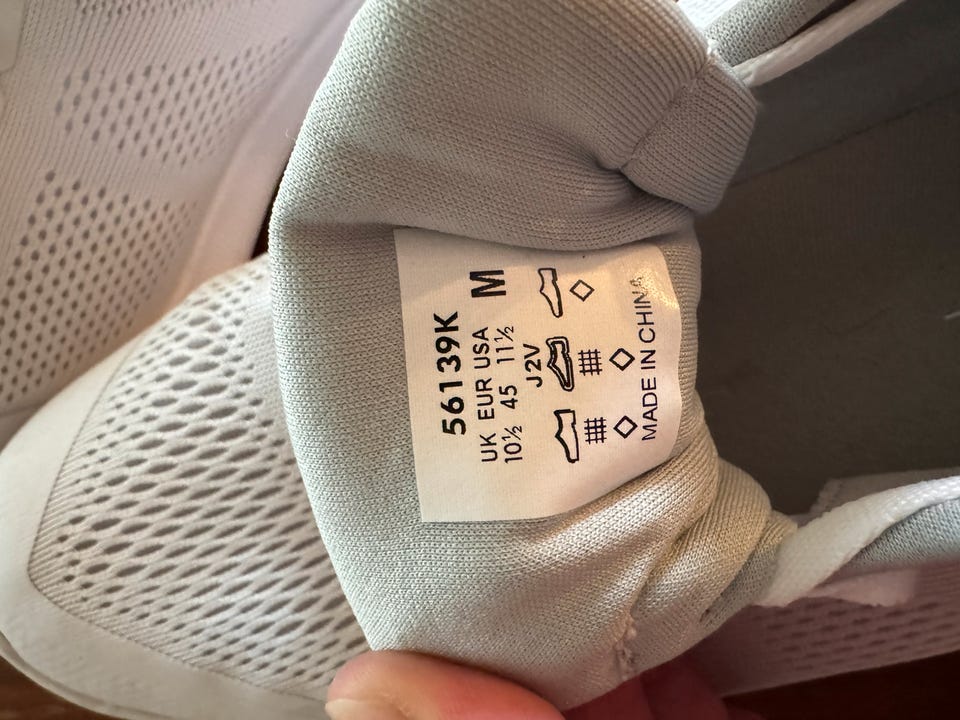 56139K M
UK EUR USA
10½ 45 11½
J2V
MADE IN CHINA